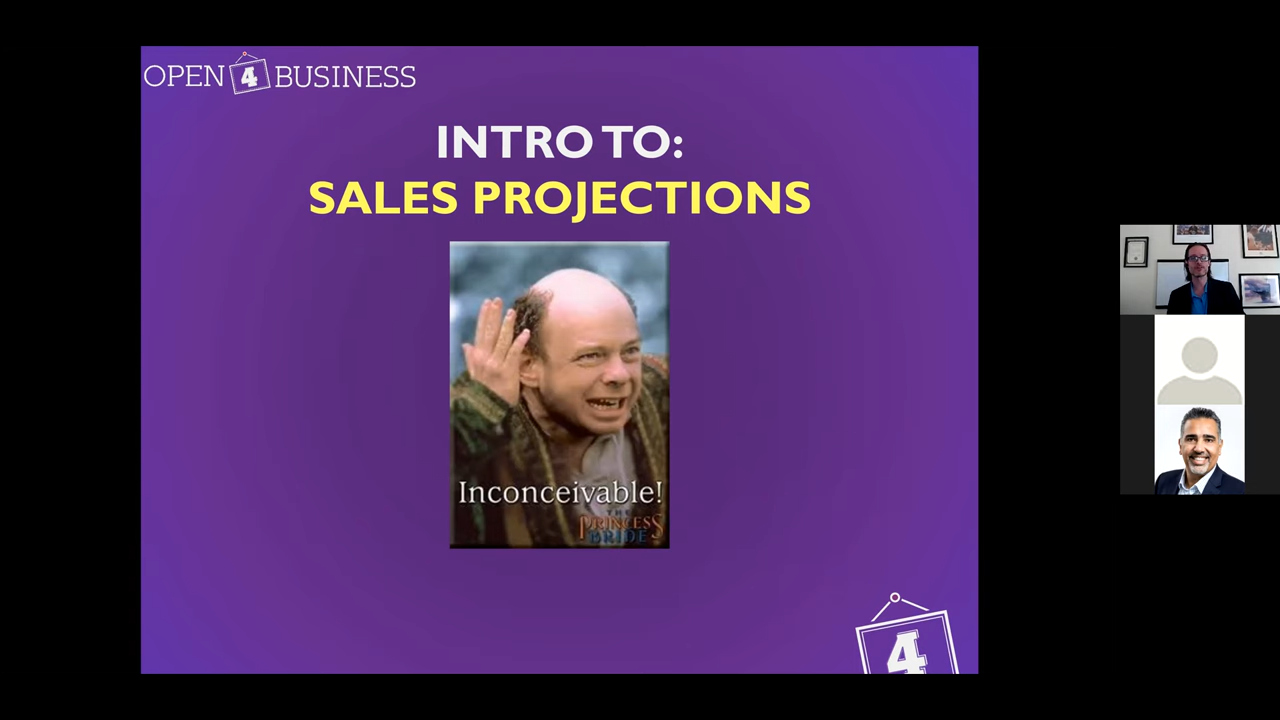 OPEN 4 BUSINESS
INTRO TO:
SALES PROJECTIONS
Inconceivable!
THE
PRINCESS
BRIDE
4